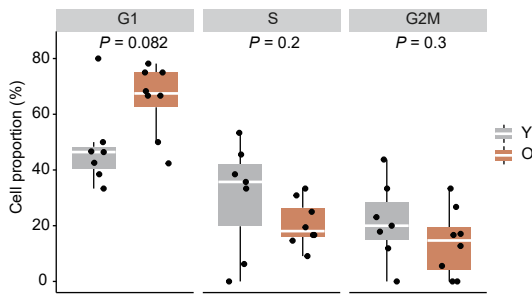 G1 S G2M
P = 0.082 P = 0.2 P = 0.3
Cell proportion (%)
80
60
40
20
0
Y
O